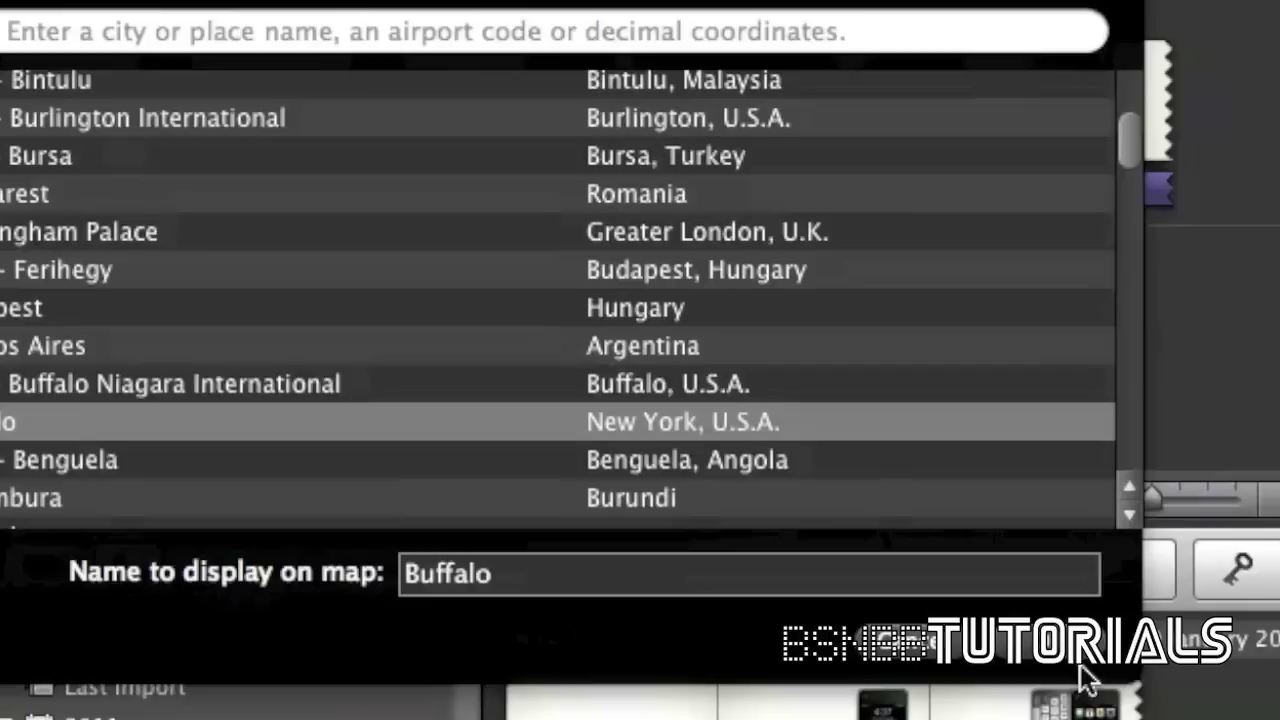 Enter a city or place name, an airport code or decimal coordinates.
- Bintulu Bintulu, Malaysia
- Burlington International Burlington, U.S.A.
- Bursa Bursa, Turkey
arest Romania
ngham Palace Greater London, U.K.
- Ferihegy Budapest, Hungary
pest Hungary
os Aires Argentina
- Buffalo Niagara International Buffalo, U.S.A.
lo New York, U.S.A.
- Benguela Benguela, Angola
mbura Burundi
Name to display on map: Buffalo
TUTORIALS
Last Import